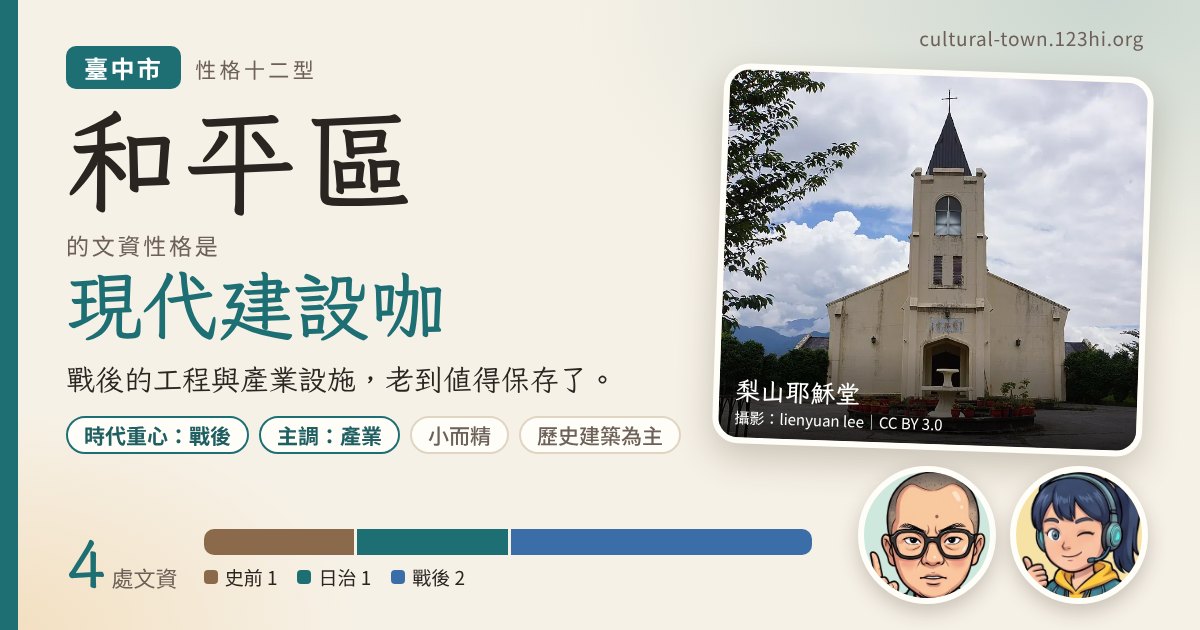 臺中市 性格十二型
cultural-town.123hi.org
和平區
的文資性格是
現代建設咖
戰後的工程與產業設施，老到值得保存了。
時代重心：戰後 主調：產業 小而精 歷史建築為主
梨山耶穌堂
攝影：lienyuan lee｜CC BY 3.0
4 處文資
史前 1 日治 1 戰後 2